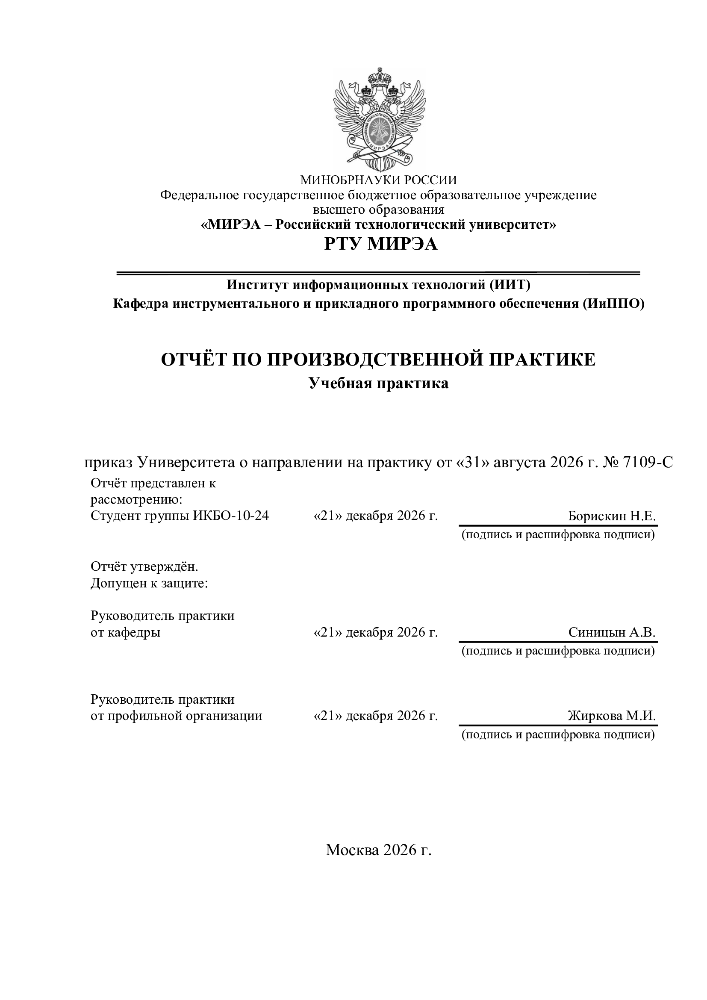 РОССИЙСКИЙ ТЕХНОЛОГИЧЕСКИЙ УНИВЕРСИТЕТ
МИРЭА
МИНОБРНАУКИ РОССИИ
Федеральное государственное бюджетное образовательное учреждение
высшего образования
«МИРЭА – Российский технологический университет»
РТУ МИРЭА
Институт информационных технологий (ИИТ)
Кафедра инструментального и прикладного программного обеспечения (ИиППО)
ОТЧЁТ ПО ПРОИЗВОДСТВЕННОЙ ПРАКТИКЕ
Учебная практика
приказ Университета о направлении на практику от «31» августа 2026 г. № 7109-С
Отчёт представлен к
рассмотрению:
Студент группы ИКБО-10-24 «21» декабря 2026 г. Борискин Н.Е.
(подпись и расшифровка подписи)
Отчёт утверждён.
Допущен к защите:
Руководитель практики
от кафедры «21» декабря 2026 г. Синицын А.В.
(подпись и расшифровка подписи)
Руководитель практики
от профильной организации «21» декабря 2026 г. Жиркова М.И.
(подпись и расшифровка подписи)
Москва 2026 г.